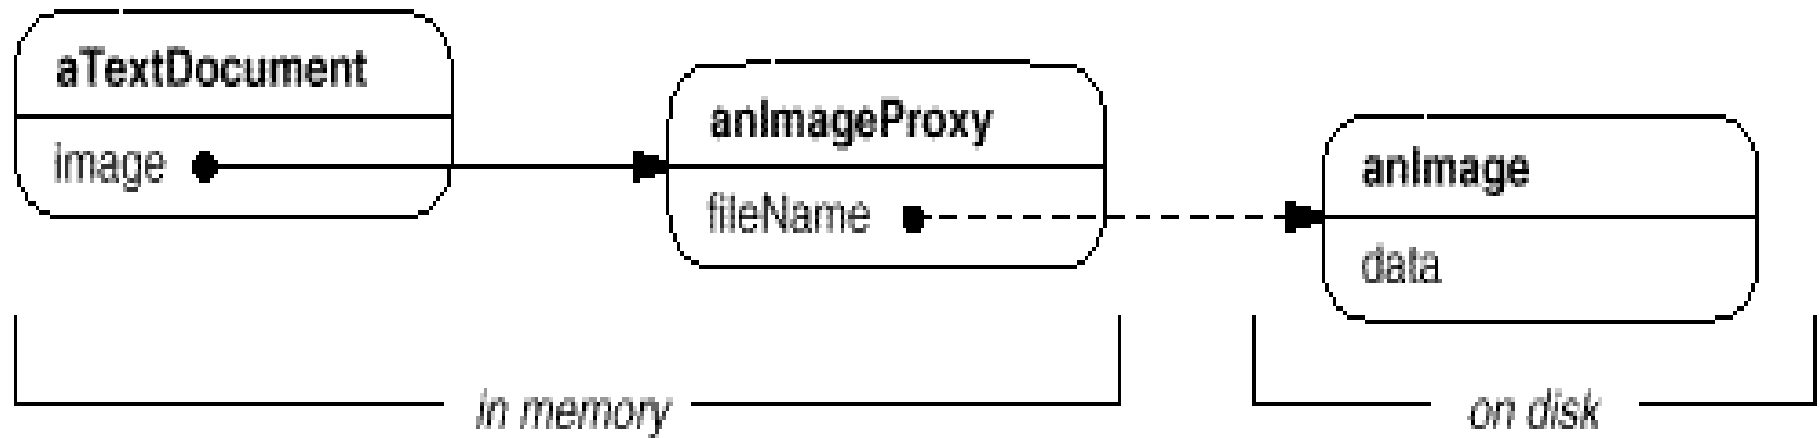 aTextDocument
image
anImageProxy
fileName
anImage
data
in memory
on disk